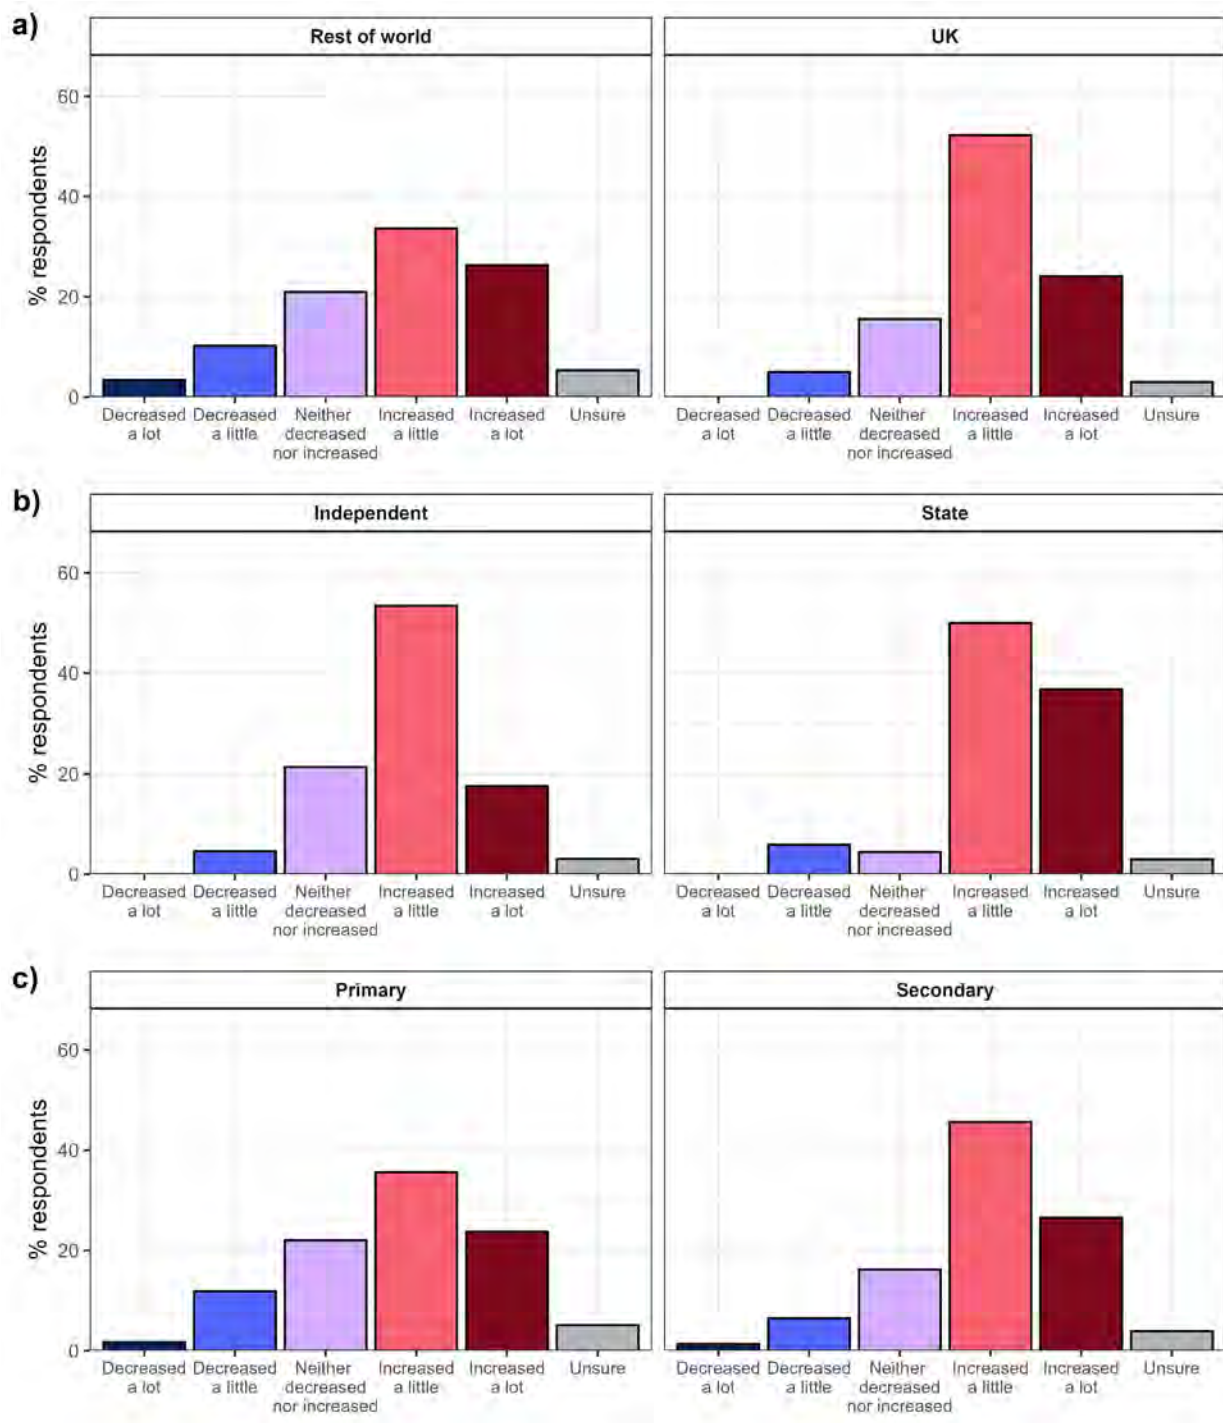 a)
Rest of world
UK
% respondents
60
40
20
0
Decreased
a lot
Decreased
a little
Neither
decreased
nor increased
Increased
a little
Increased
a lot
Unsure
Decreased
a lot
Decreased
a little
Neither
decreased
nor increased
Increased
a little
Increased
a lot
Unsure
b)
Independent
State
% respondents
60
40
20
0
Decreased
a lot
Decreased
a little
Neither
decreased
nor increased
Increased
a little
Increased
a lot
Unsure
Decreased
a lot
Decreased
a little
Neither
decreased
nor increased
Increased
a little
Increased
a lot
Unsure
c)
Primary
Secondary
% respondents
60
40
20
0
Decreased
a lot
Decreased
a little
Neither
decreased
nor increased
Increased
a little
Increased
a lot
Unsure
Decreased
a lot
Decreased
a little
Neither
decreased
nor increased
Increased
a little
Increased
a lot
Unsure